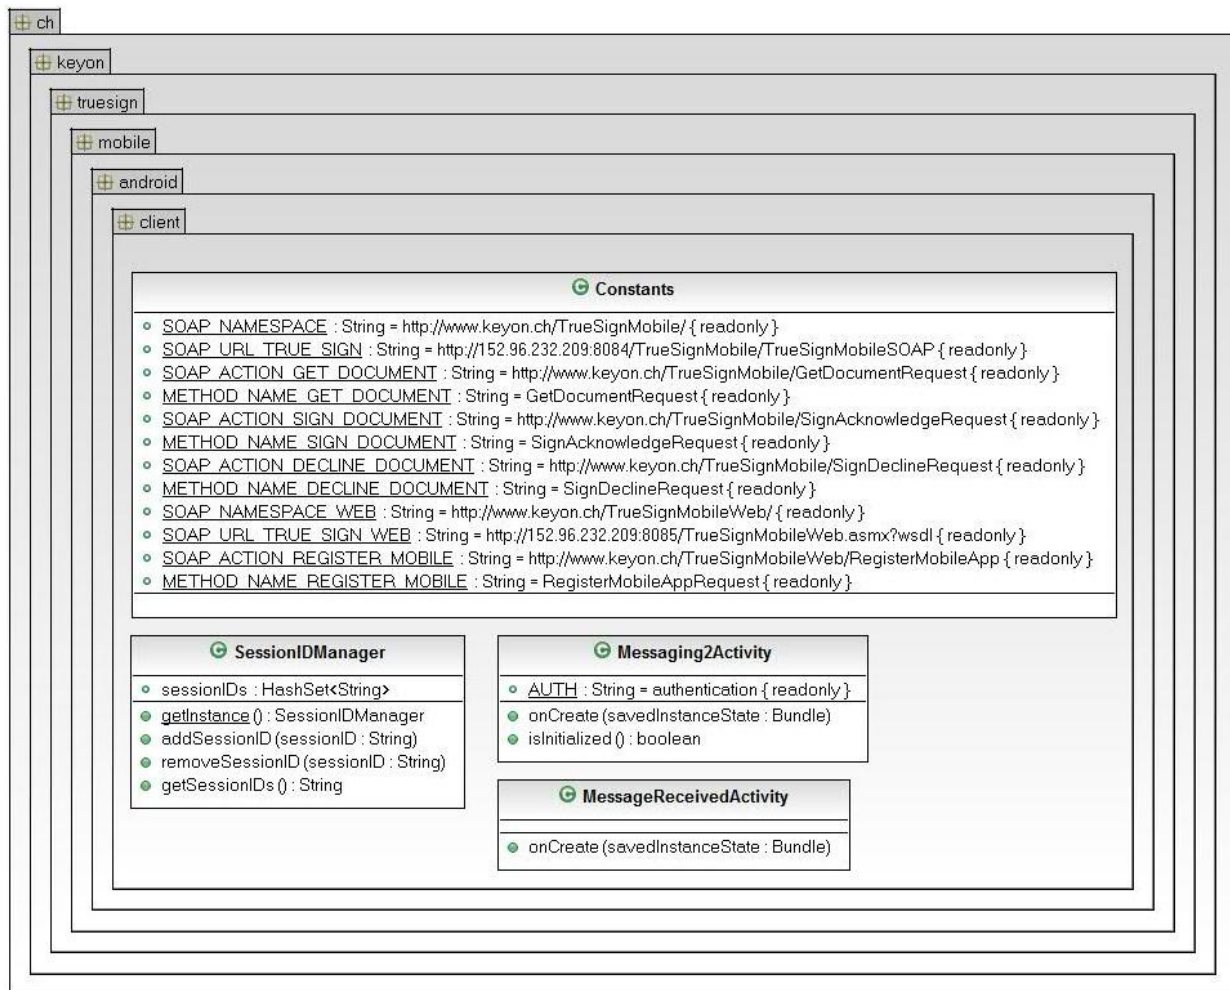 ch
keyon
truesign
mobile
android
client
Constants
SOAP_NAMESPACE : String = http://www.keyon.ch/TrueSignMobile/ { readonly }
SOAP_URL_TRUE_SIGN : String = http://152.96.232.209:8084/TrueSignMobile/TrueSignMobileSOAP { readonly }
SOAP_ACTION_GET_DOCUMENT : String = http://www.keyon.ch/TrueSignMobile/GetDocumentRequest { readonly }
METHOD_NAME_GET_DOCUMENT : String = GetDocumentRequest { readonly }
SOAP_ACTION_SIGN_DOCUMENT : String = http://www.keyon.ch/TrueSignMobile/SignAcknowledgeRequest { readonly }
METHOD_NAME_SIGN_DOCUMENT : String = SignAcknowledgeRequest { readonly }
SOAP_ACTION_DECLINE_DOCUMENT : String = http://www.keyon.ch/TrueSignMobile/SignDeclineRequest { readonly }
METHOD_NAME_DECLINE_DOCUMENT : String = SignDeclineRequest { readonly }
SOAP_NAMESPACE_WEB : String = http://www.keyon.ch/TrueSignMobileWeb/ { readonly }
SOAP_URL_TRUE_SIGN_WEB : String = http://152.96.232.209:8085/TrueSignMobileWeb.asmx?wsdl { readonly }
SOAP_ACTION_REGISTER_MOBILE : String = http://www.keyon.ch/TrueSignMobileWeb/RegisterMobileApp { readonly }
METHOD_NAME_REGISTER_MOBILE : String = RegisterMobileAppRequest { readonly }
SessionIDManager
sessionIDs : HashSet<String>
getInstance () : SessionIDManager
addSessionID (sessionID : String)
removeSessionID (sessionID : String)
getSessionIDs () : String
Messaging2Activity
AUTH : String = authentication { readonly }
onCreate (savedInstanceState : Bundle)
isInitialized () : boolean
MessageReceivedActivity
onCreate (savedInstanceState : Bundle)